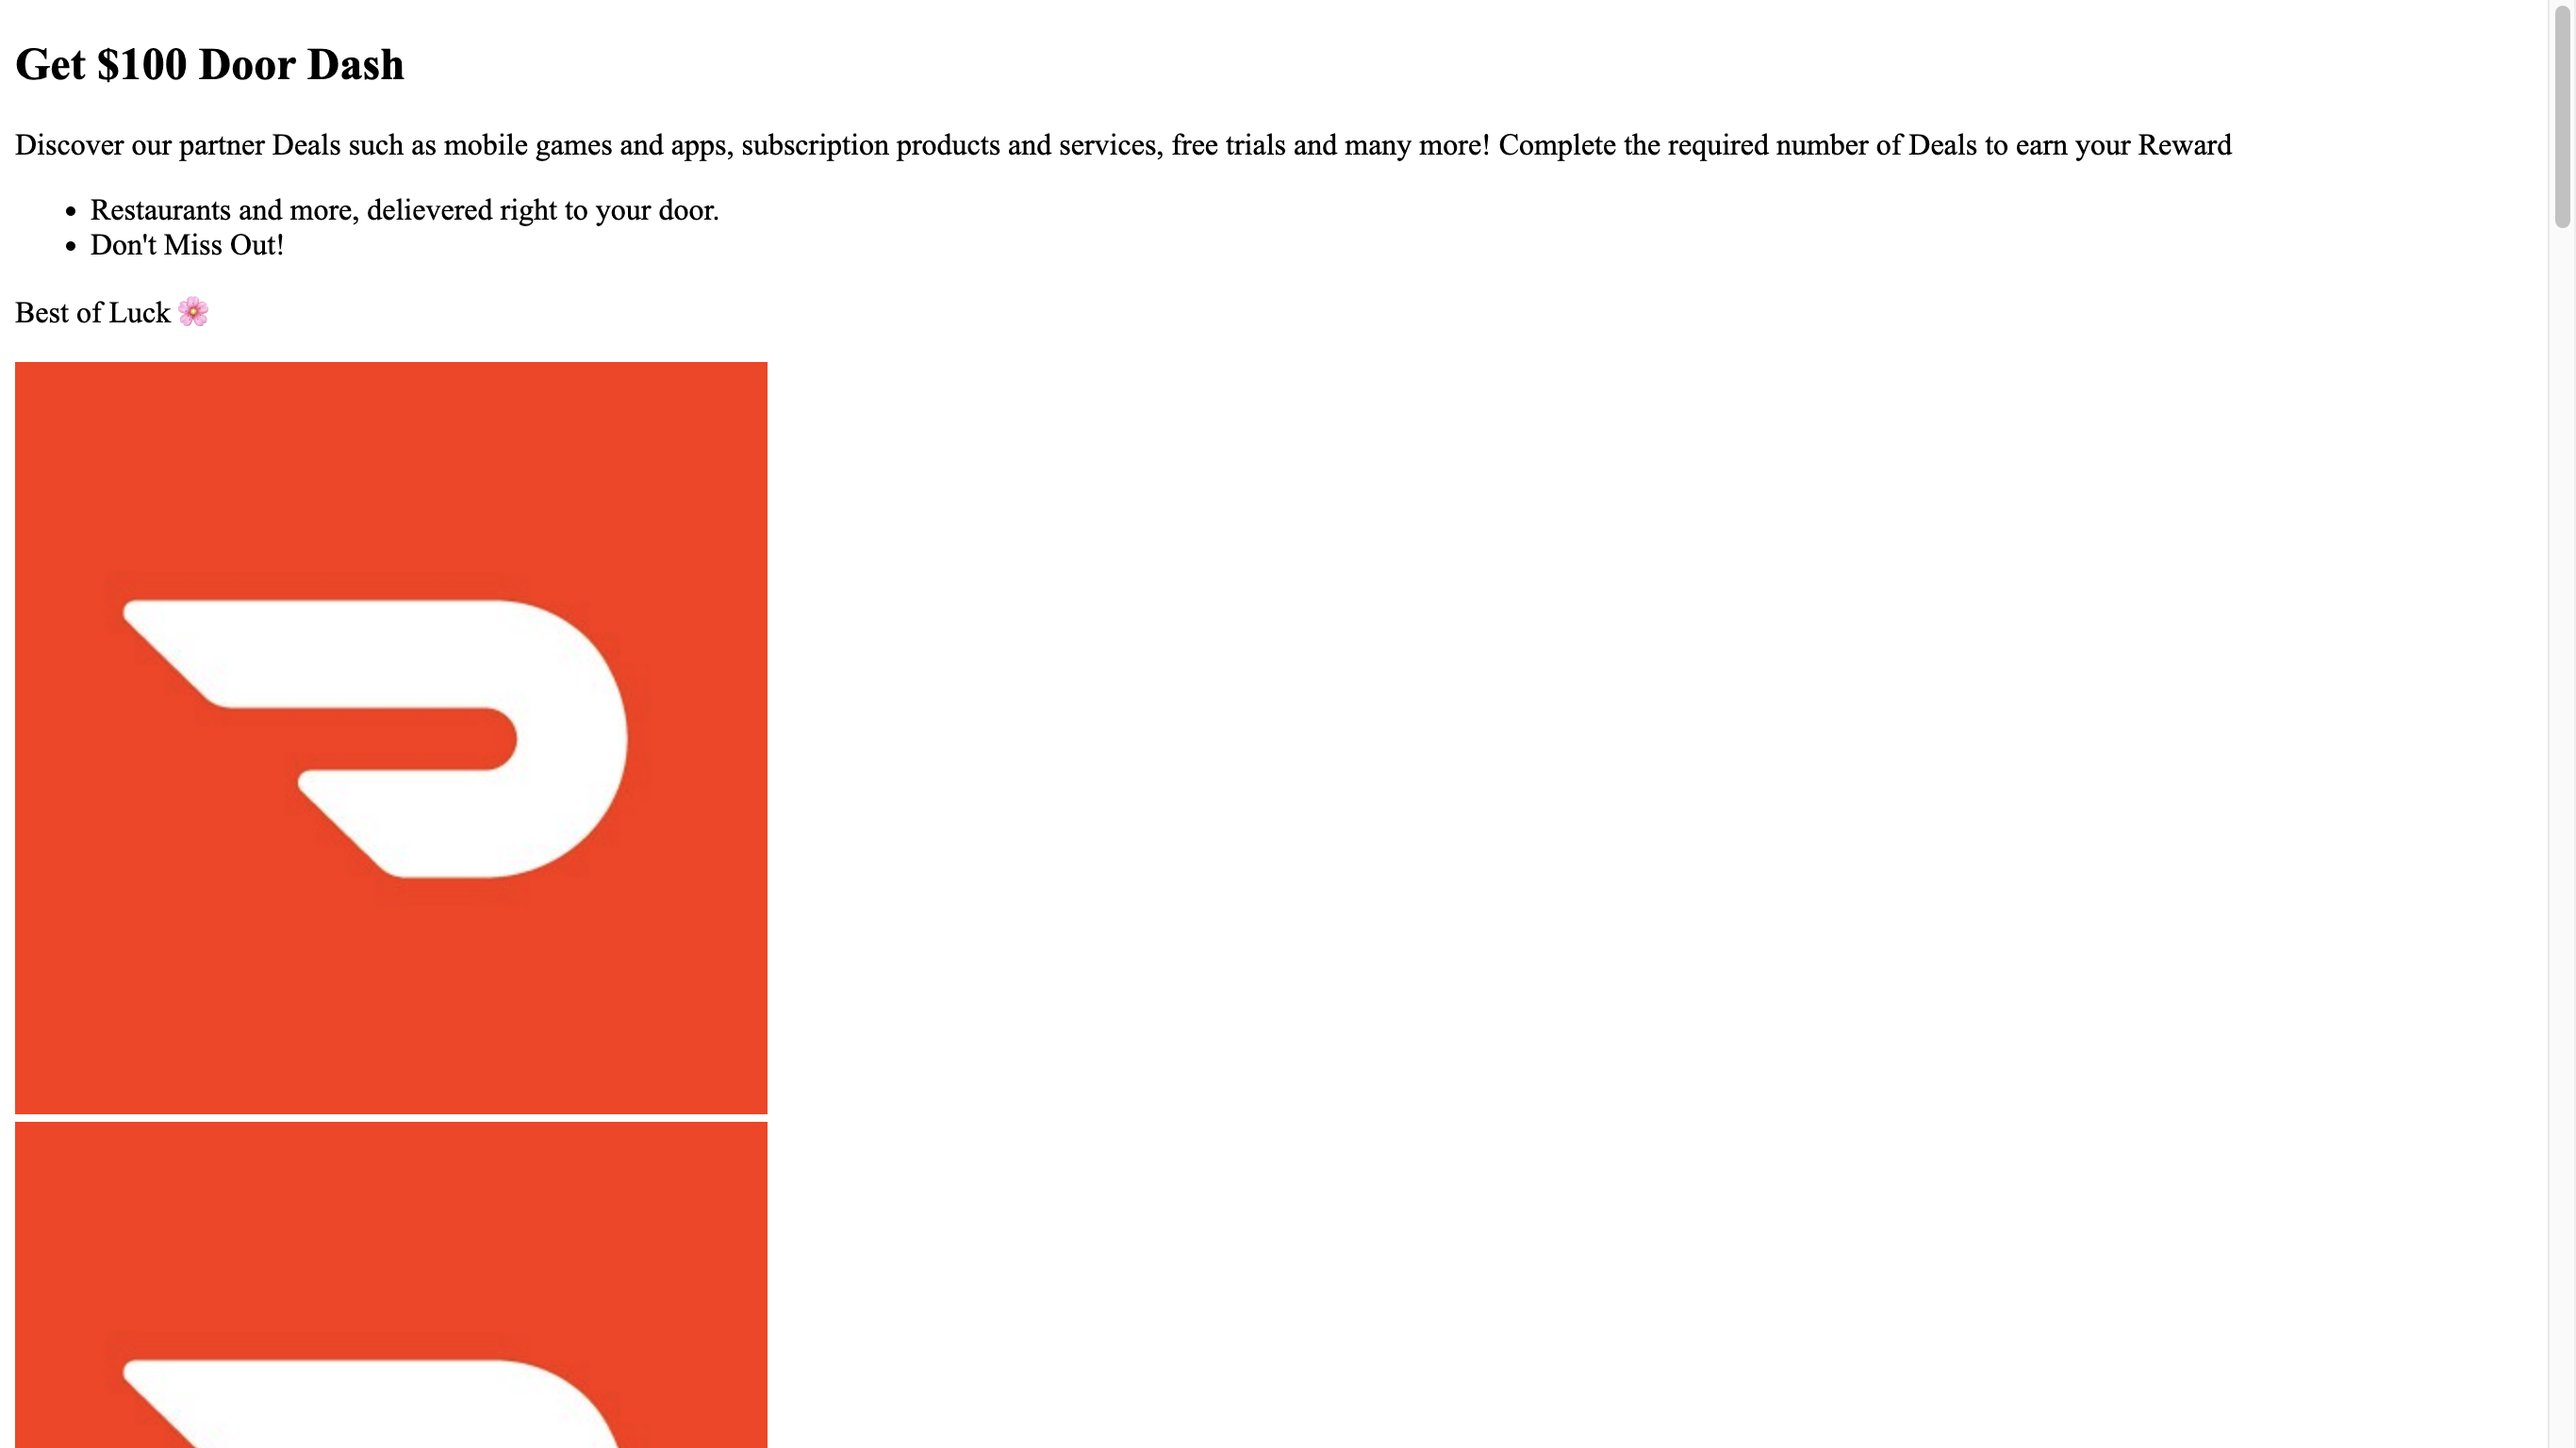 Get $100 Door Dash
Discover our partner Deals such as mobile games and apps, subscription products and services, free trials and many more! Complete the required number of Deals to earn your Reward
• Restaurants and more, delievered right to your door.
• Don't Miss Out!
Best of Luck 🌸